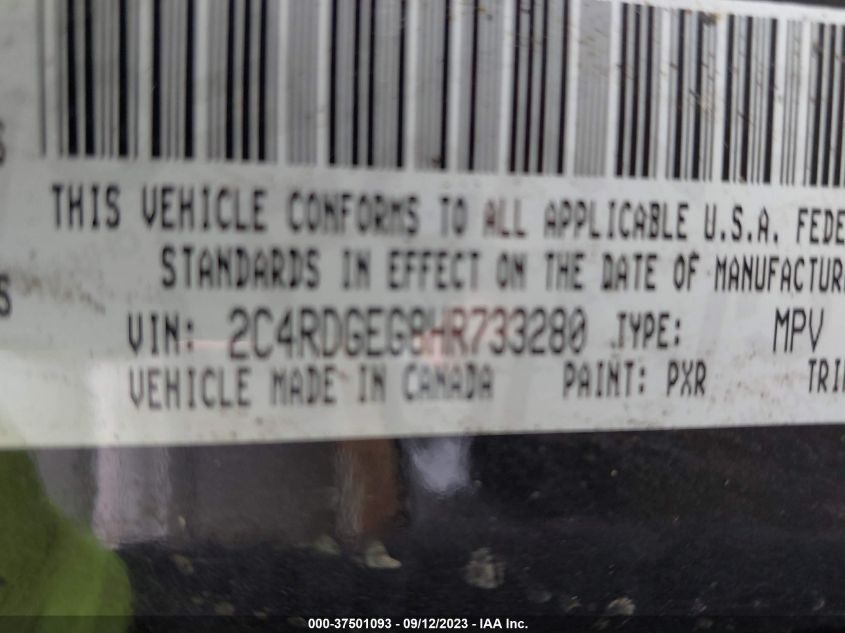 THIS VEHICLE CONFORMS TO ALL APPLICABLE U.S.A. FEDE
STANDARDS IN EFFECT ON THE DATE OF MANUFACTUR
VIN: 2C4RDGEG8HR733280 TYPE: MPV
VEHICLE MADE IN CANADA PAINT: PXR TRI
000-37501093 - 09/12/2023 - IAA Inc.